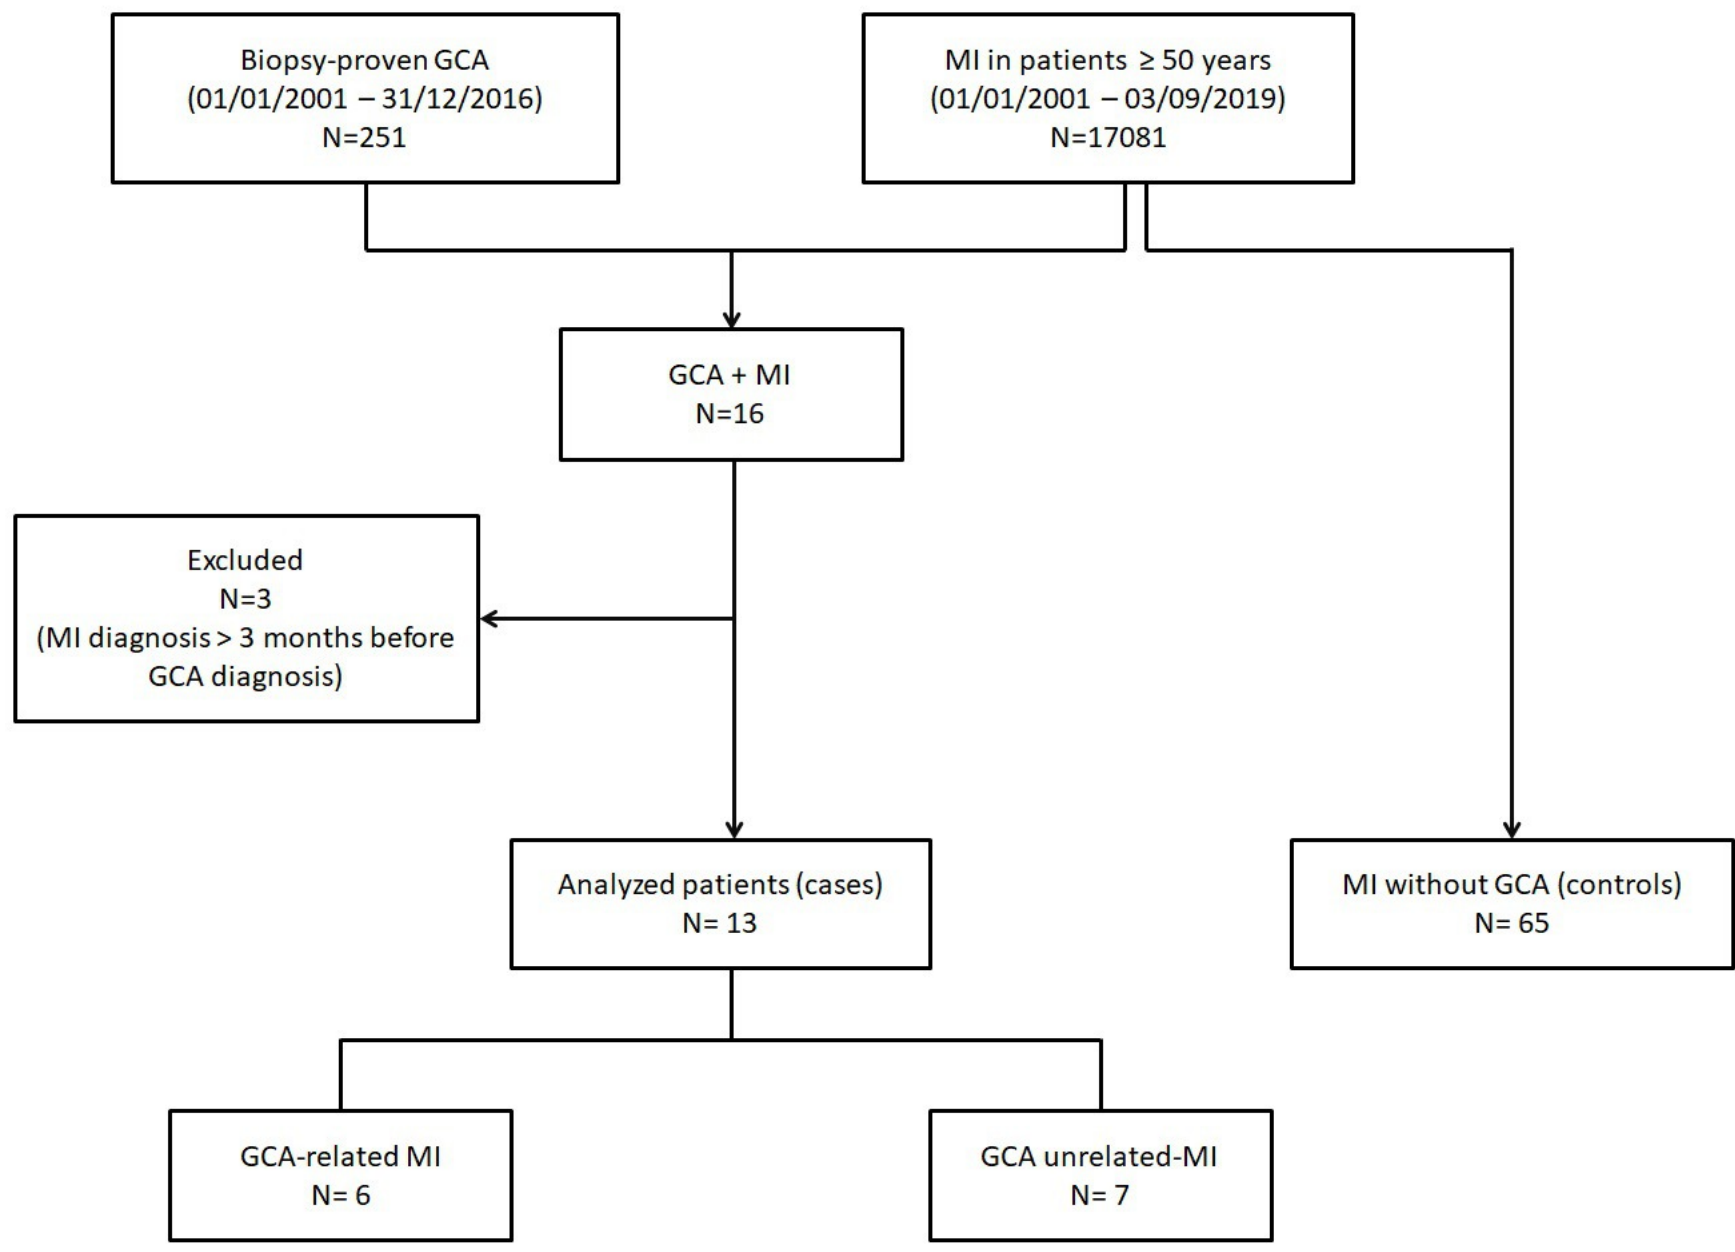 Biopsy-proven GCA
(01/01/2001 – 31/12/2016)
N=251
MI in patients ≥ 50 years
(01/01/2001 – 03/09/2019)
N=17081
GCA + MI
N=16
Excluded
N=3
(MI diagnosis > 3 months before
GCA diagnosis)
Analyzed patients (cases)
N= 13
MI without GCA (controls)
N= 65
GCA-related MI
N= 6
GCA unrelated-MI
N= 7